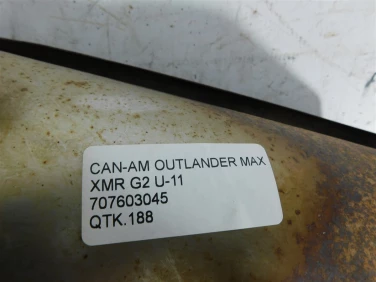 CAN-AM OUTLANDER MAX
XMR G2 U-11
707603045
QTK.188